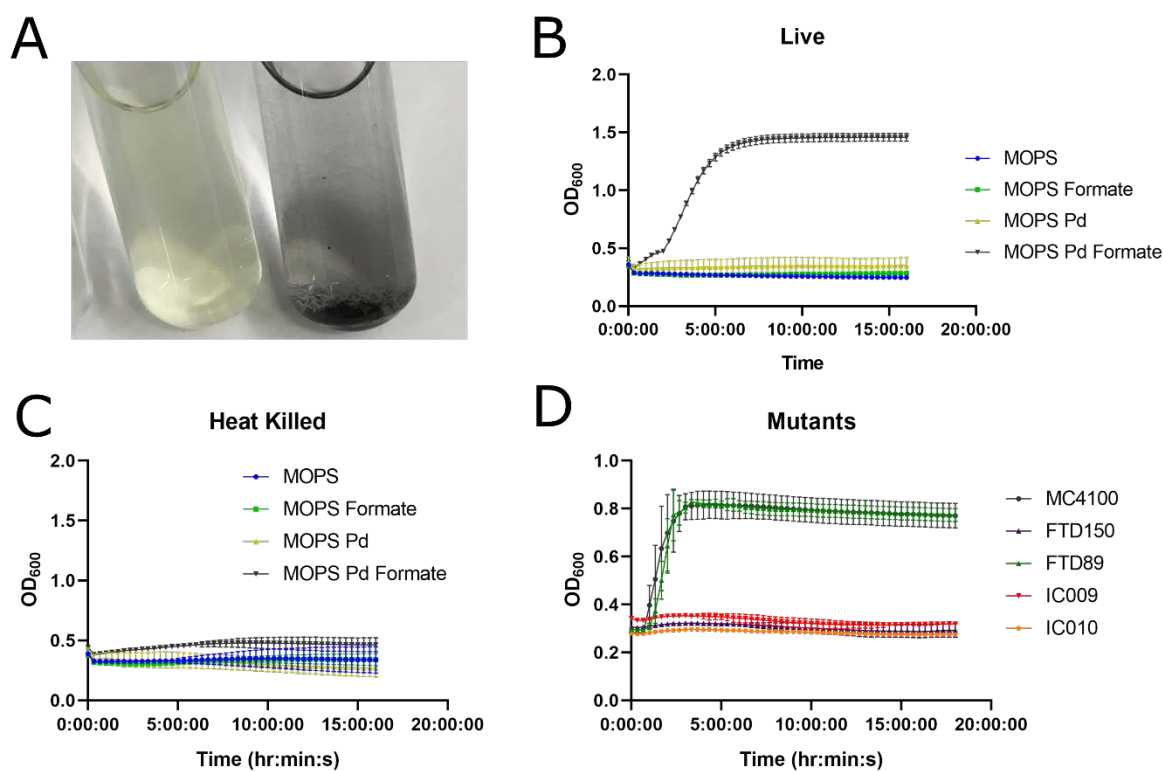 A
B
Live
2.0
1.5
1.0
0.5
0.0
OD600
0:00:00 5:00:00 10:00:00 15:00:00 20:00:00
Time
MOPS
MOPS Formate
MOPS Pd
MOPS Pd Formate
C
Heat Killed
2.0
1.5
1.0
0.5
0.0
OD600
0:00:00 5:00:00 10:00:00 15:00:00 20:00:00
Time (hr:min:s)
MOPS
MOPS Formate
MOPS Pd
MOPS Pd Formate
D
Mutants
1.0
0.8
0.6
0.4
0.2
0.0
OD600
0:00:00 5:00:00 10:00:00 15:00:00 20:00:00
Time (hr:min:s)
MC4100
FTD150
FTD89
IC009
IC010